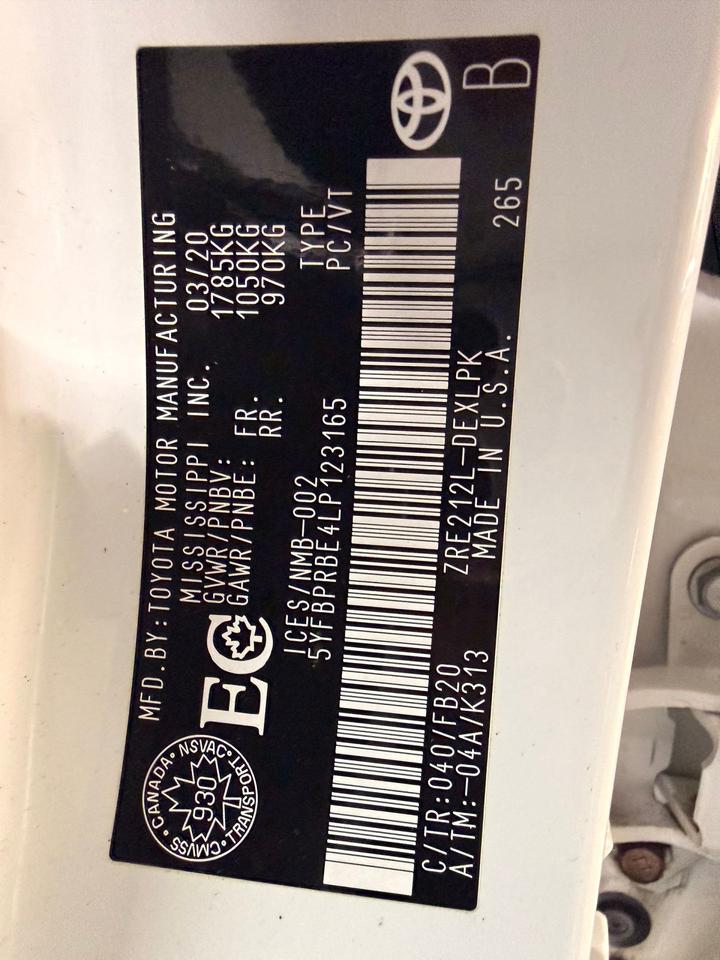 MFD.BY:TOYOTA MOTOR MANUFACTURING
MISSISSIPPI INC. 03/20
GVWR/PNBV: 1785KG
GAWR/PNBE: FR. 1050KG
RR. 970KG
CANADA • NSVAC • TRANSPORT • CMVSS •
930
EC
ICES/NMB-002 TYPE
5YFBPRBE4LP123165 PC/VT
C/TR:040/FB20 ZRE212L-DEXLPK 265 B
A/TM:-04A/K313 MADE IN U.S.A.